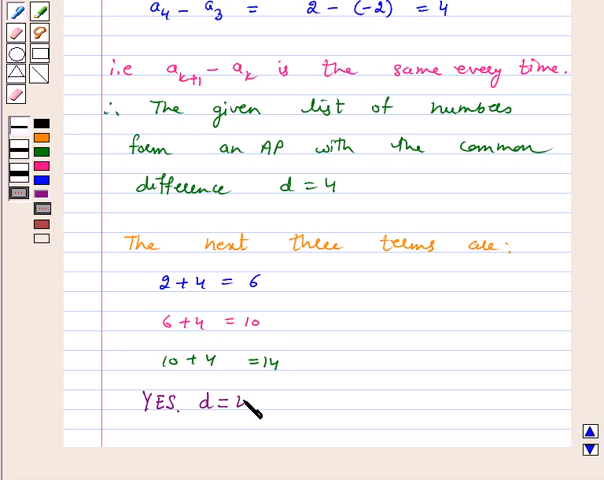 a₄ - a₃ = 2 - (-2) = 4
i.e aₖ₊₁ - aₖ is the same every time.
∴ The given list of numbers
form an AP with the common
difference d = 4
The next three terms are:
2 + 4 = 6
6 + 4 = 10
10 + 4 = 14
YES. d =